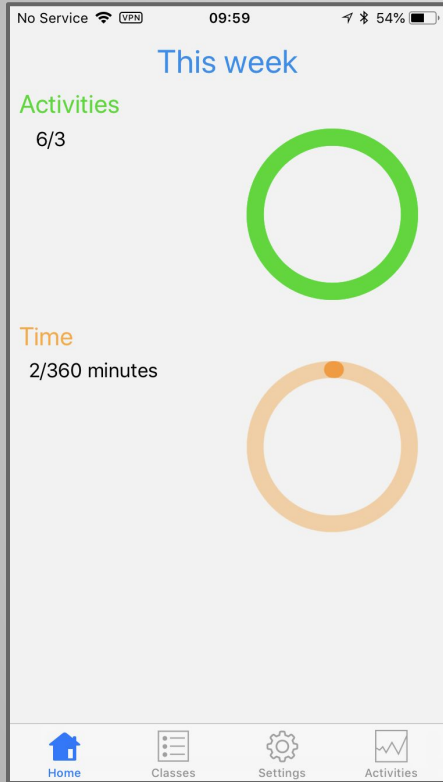 No Service VPN 09:59 54%
This week
Activities
6/3
Time
2/360 minutes
Home Classes Settings Activities